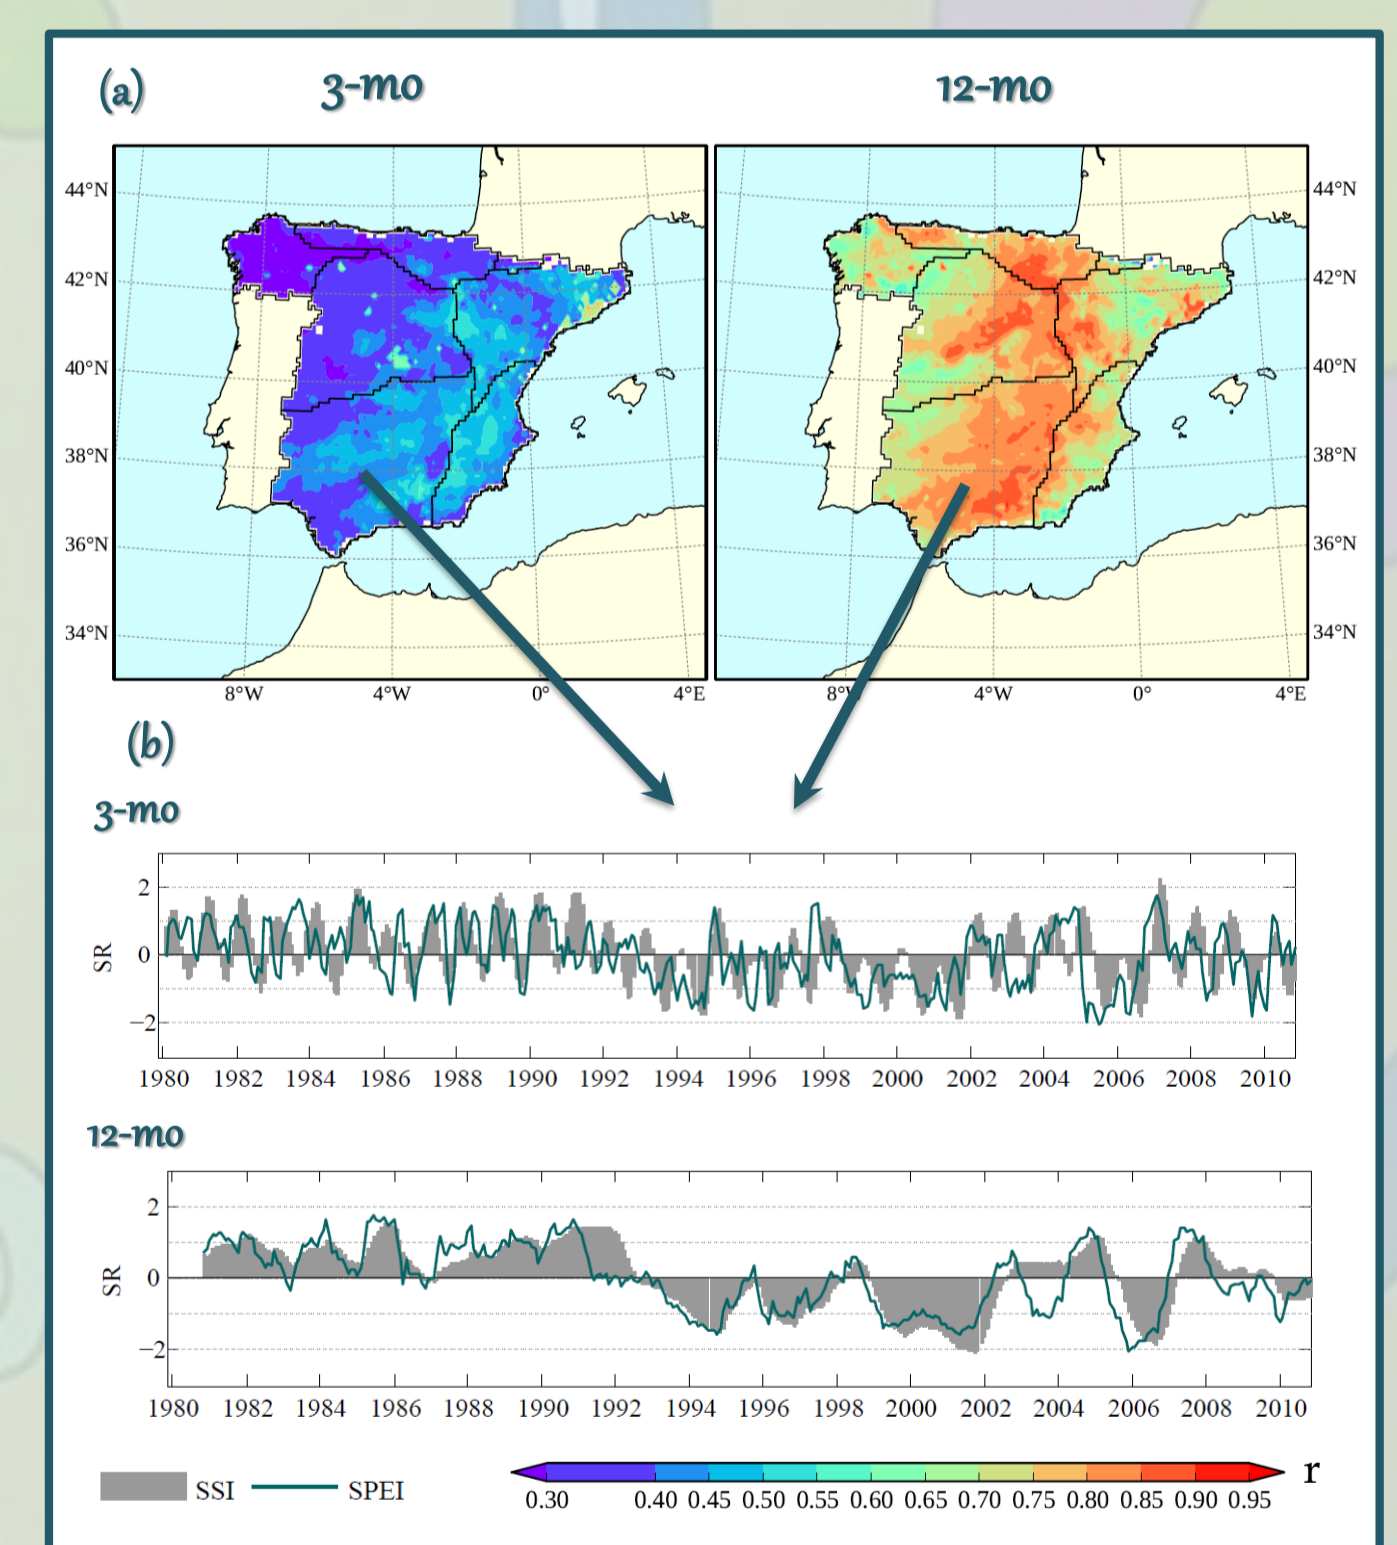 (a) 3-mo 12-mo
44°N 44°N
42°N 42°N
40°N 40°N
38°N 38°N
36°N 36°N
34°N 34°N
8°W 4°W 0° 4°E 8°W 4°W 0° 4°E
(b)
3-mo
2
0
−2
SR
1980 1982 1984 1986 1988 1990 1992 1994 1996 1998 2000 2002 2004 2006 2008 2010
12-mo
2
0
−2
SR
1980 1982 1984 1986 1988 1990 1992 1994 1996 1998 2000 2002 2004 2006 2008 2010
SSI SPEI r
0.30 0.40 0.45 0.50 0.55 0.60 0.65 0.70 0.75 0.80 0.85 0.90 0.95